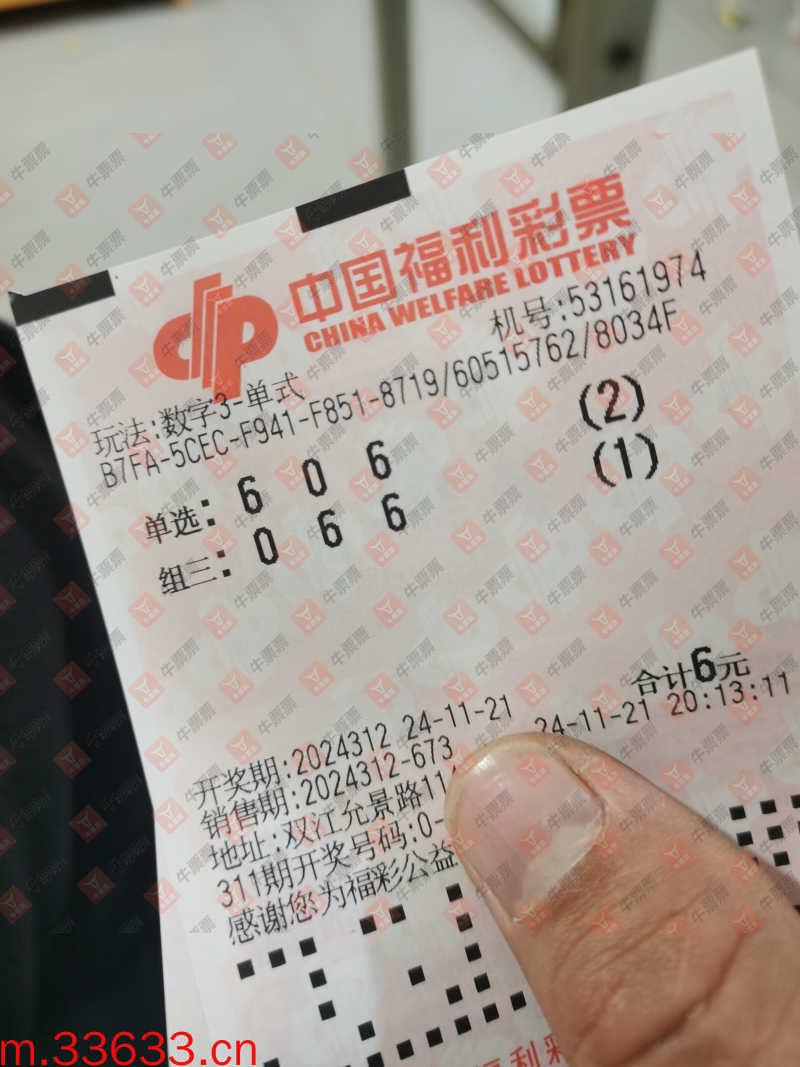 中国福利彩票
CHINA WELFARE LOTTERY
机号:53161974
玩法:数字3-单式
B7FA-5CEC-F941-F851-8719/60515762/8034F
单选: 6 0 6 (2)
组三: 0 6 6 (1)
合计6元
开奖期:2024312 24-11-21
销售期:2024312-673 24-11-21 20:13:11
地址:双江允景路11
311期开奖号码:0-
感谢您为福彩公益
福利彩
牛票票
m.33633.cn